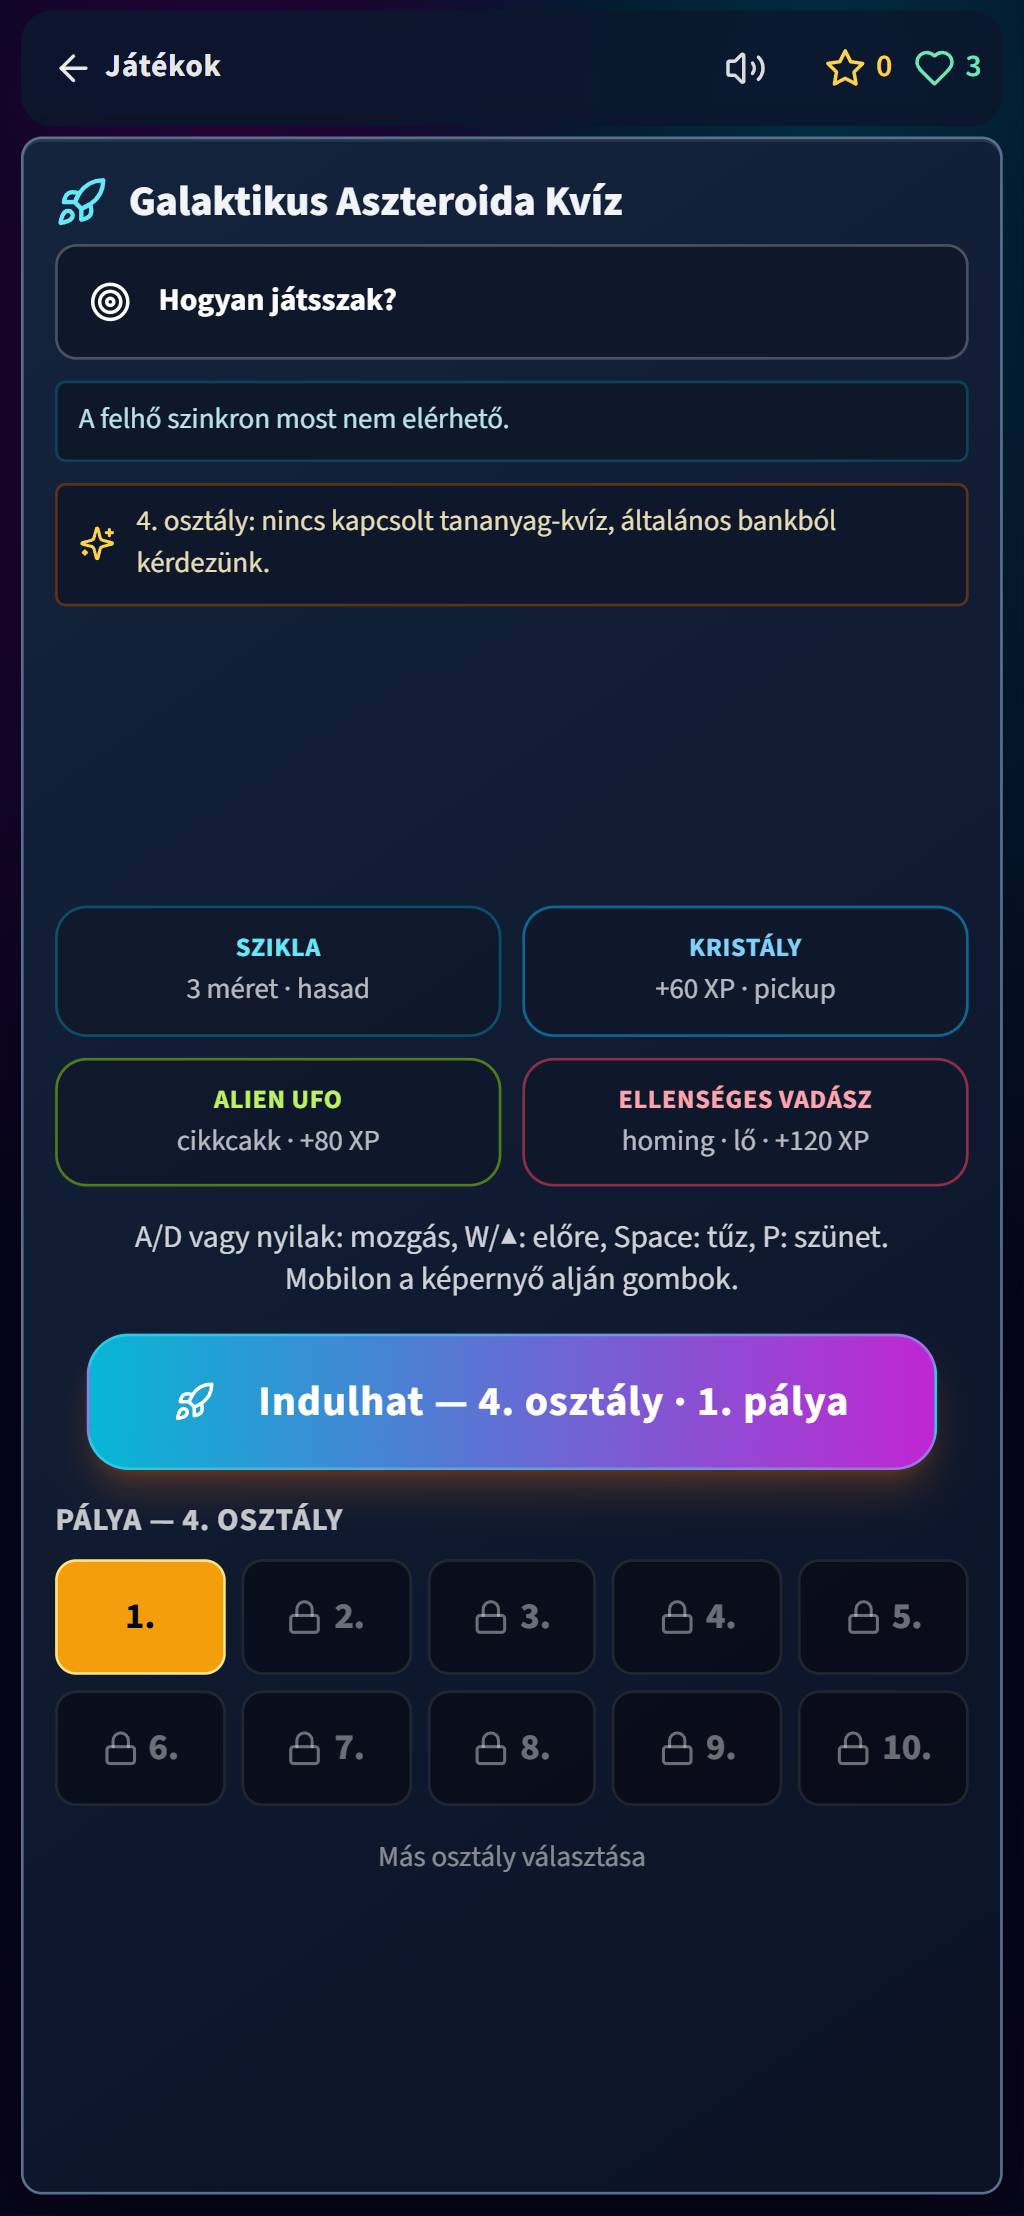 Játékok
0
3
Galaktikus Aszteroida Kvíz
Hogyan játsszak?
A felhő szinkron most nem elérhető.
4. osztály: nincs kapcsolt tananyag-kvíz, általános bankból
kérdezünk.
SZIKLA
3 méret · hasad
KRISTÁLY
+60 XP · pickup
ALIEN UFO
cikkcakk · +80 XP
ELLENSÉGES VADÁSZ
homing · lő · +120 XP
A/D vagy nyilak: mozgás, W/▲: előre, Space: tűz, P: szünet.
Mobilon a képernyő alján gombok.
Indulhat — 4. osztály · 1. pálya
PÁLYA — 4. OSZTÁLY
1.
2.
3.
4.
5.
6.
7.
8.
9.
10.
Más osztály választása